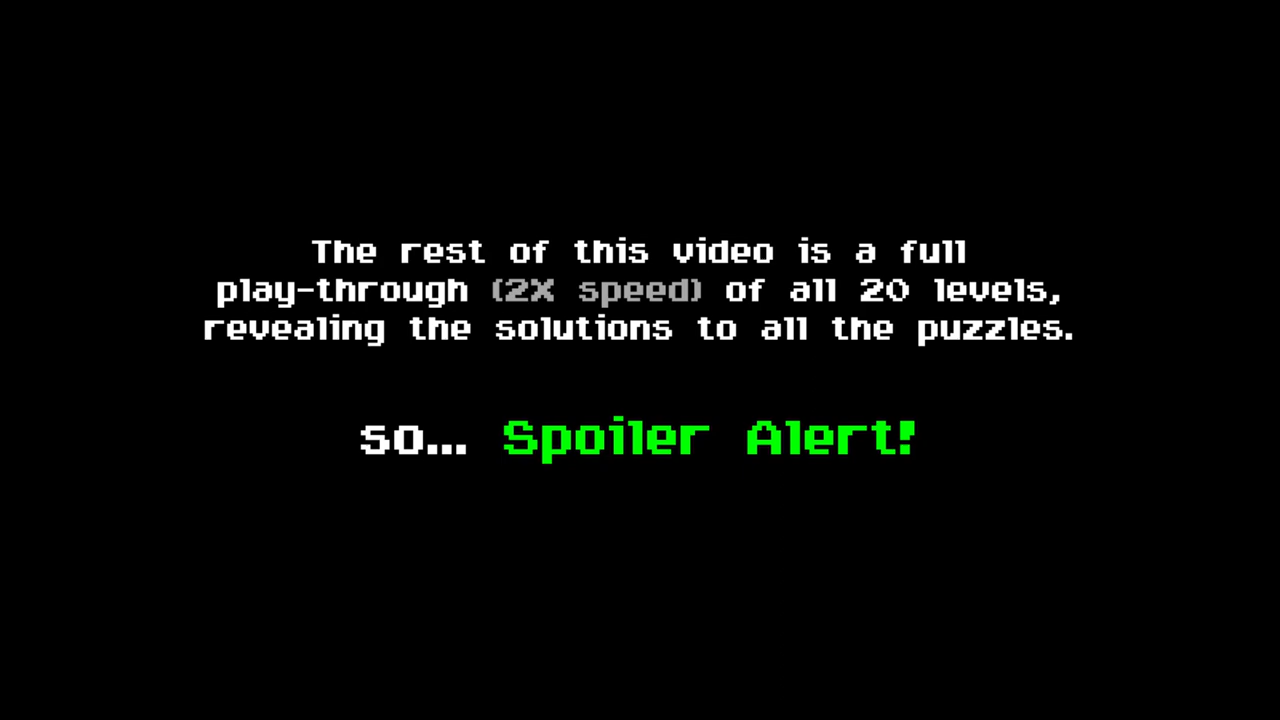 The rest of this video is a full
play-through (2X speed) of all 20 levels,
revealing the solutions to all the puzzles.
so... Spoiler Alert!